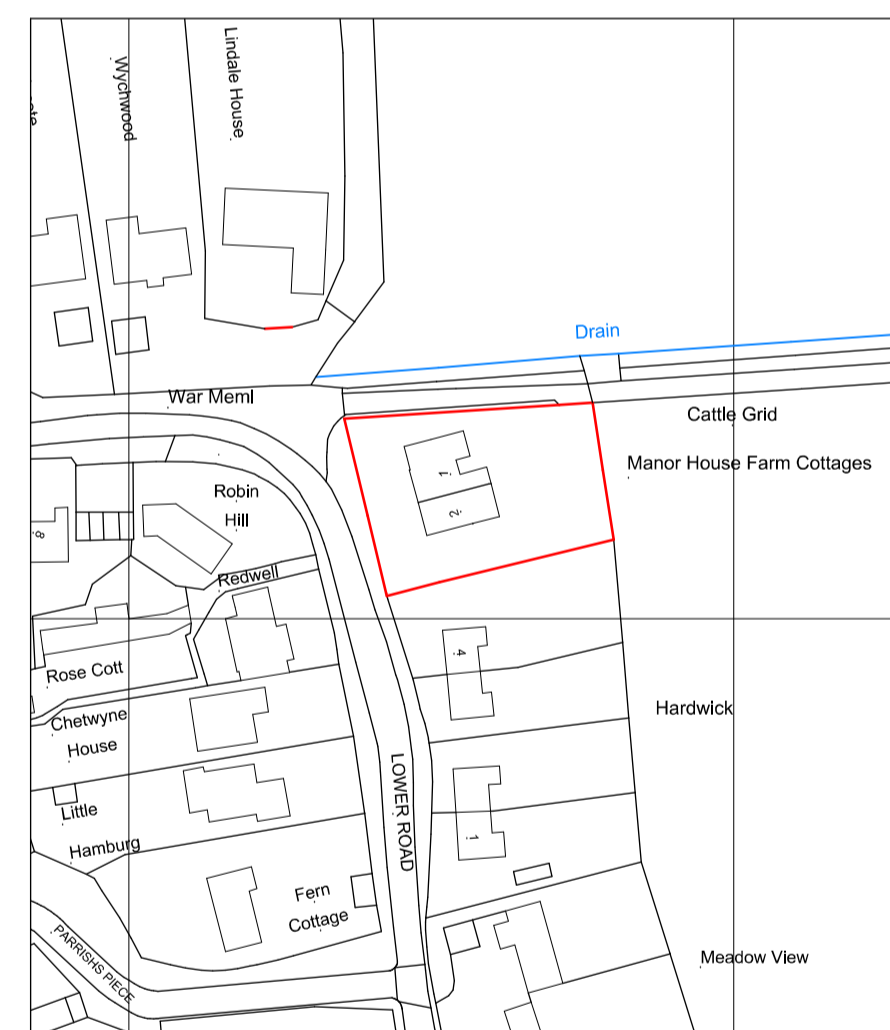 Wychwood
Lindale House
Drain
War Meml
Cattle Grid
Manor House Farm Cottages
1
2
Robin
Hill
8
Redwell
4
Rose Cott
Hardwick
Chetwyne
House
LOWER ROAD
Little
Hamburg
1
Fern
Cottage
PARRISHS PIECE
Meadow View